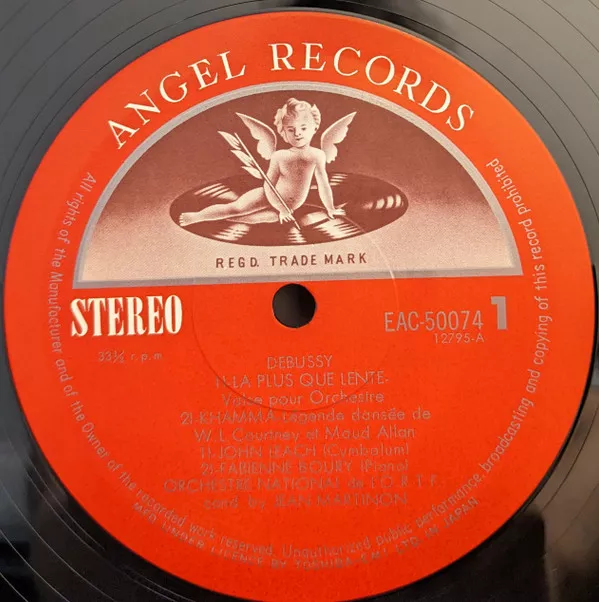 ANGEL RECORDS
REGD. TRADE MARK
STEREO
33⅓ r.p.m
EAC-50074 1
12795-A
DEBUSSY
1)-LA PLUS QUE LENTE-
Valse pour Orchestre
2)-KHAMMA-Legende dansée de
W.L Courtney et Maud Allan
1) JOHN LEACH (Cymbalum)
2)-FABIENNE BOURY (Piano)
ORCHESTRE NATIONAL de I.O.R.T.F.
cond. by JEAN MARTINON
All rights of the Manufacturer and of the Owner of the recorded work reserved. Unauthorized public performance, broadcasting and copying of this record prohibited
MFD UNDER LICENCE BY TOSHIBA EMI LTD. IN JAPAN